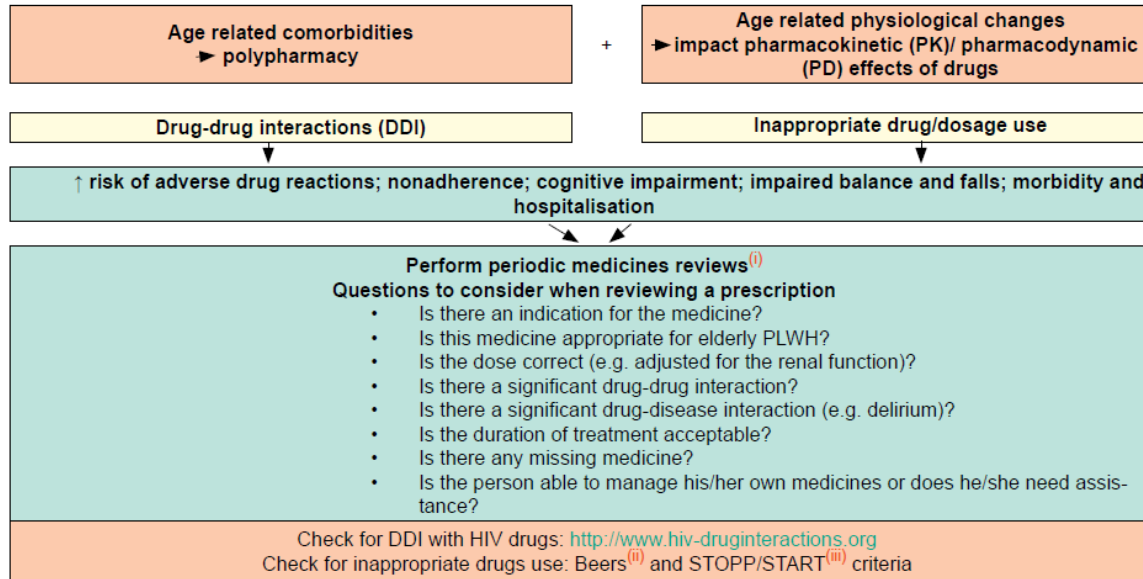 Age related comorbidities
➛ polypharmacy
+
Age related physiological changes
➛ impact pharmacokinetic (PK)/ pharmacodynamic
(PD) effects of drugs
Drug-drug interactions (DDI)
Inappropriate drug/dosage use
↑ risk of adverse drug reactions; nonadherence; cognitive impairment; impaired balance and falls; morbidity and
hospitalisation
Perform periodic medicines reviews(i)
Questions to consider when reviewing a prescription
• Is there an indication for the medicine?
• Is this medicine appropriate for elderly PLWH?
• Is the dose correct (e.g. adjusted for the renal function)?
• Is there a significant drug-drug interaction?
• Is there a significant drug-disease interaction (e.g. delirium)?
• Is the duration of treatment acceptable?
• Is there any missing medicine?
• Is the person able to manage his/her own medicines or does he/she need assis-
tance?
Check for DDI with HIV drugs: http://www.hiv-druginteractions.org
Check for inappropriate drugs use: Beers(ii) and STOPP/START(iii) criteria